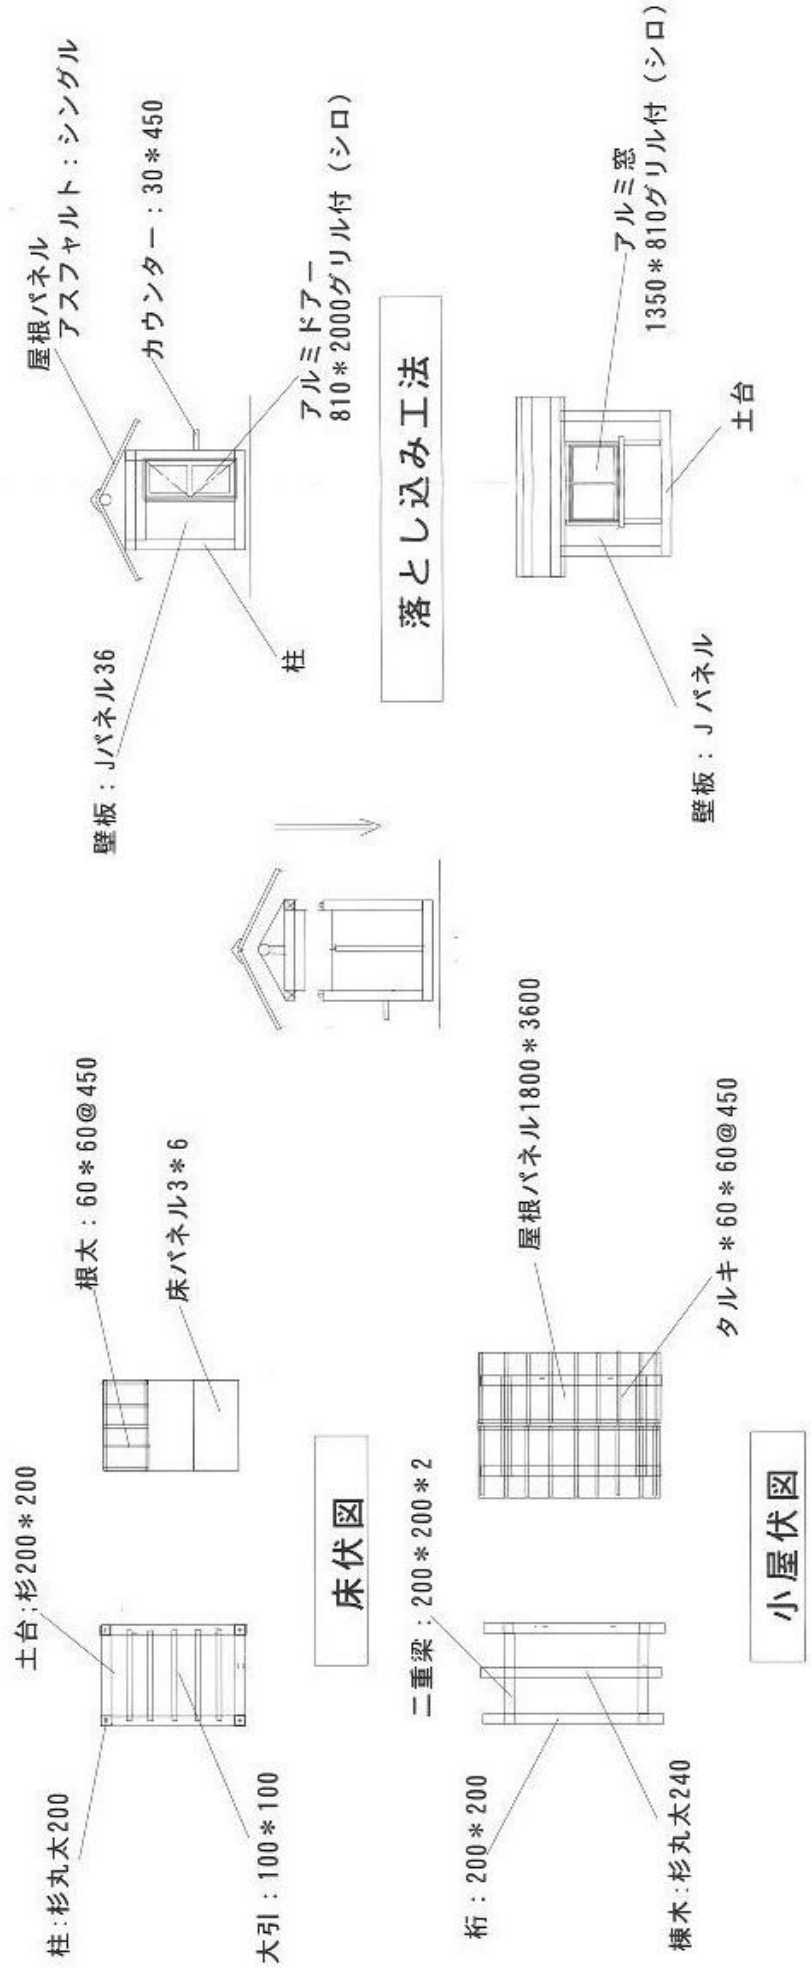 柱:杉丸太200
土台:杉200*200
大引:100*100
根太:60*60@450
床パネル3*6
床伏図
桁:200*200
二重梁:200*200*2
棟木:杉丸太240
屋根パネル1800*3600
タルキ*60*60@450
小屋伏図
壁板:Jパネル36
屋根パネル
アスファルト:シングル
カウンター:30*450
柱
アルミドアー
810*2000グリル付(シロ)
落とし込み工法
壁板:Jパネル
アルミ窓
1350*810グリル付(シロ)
土台